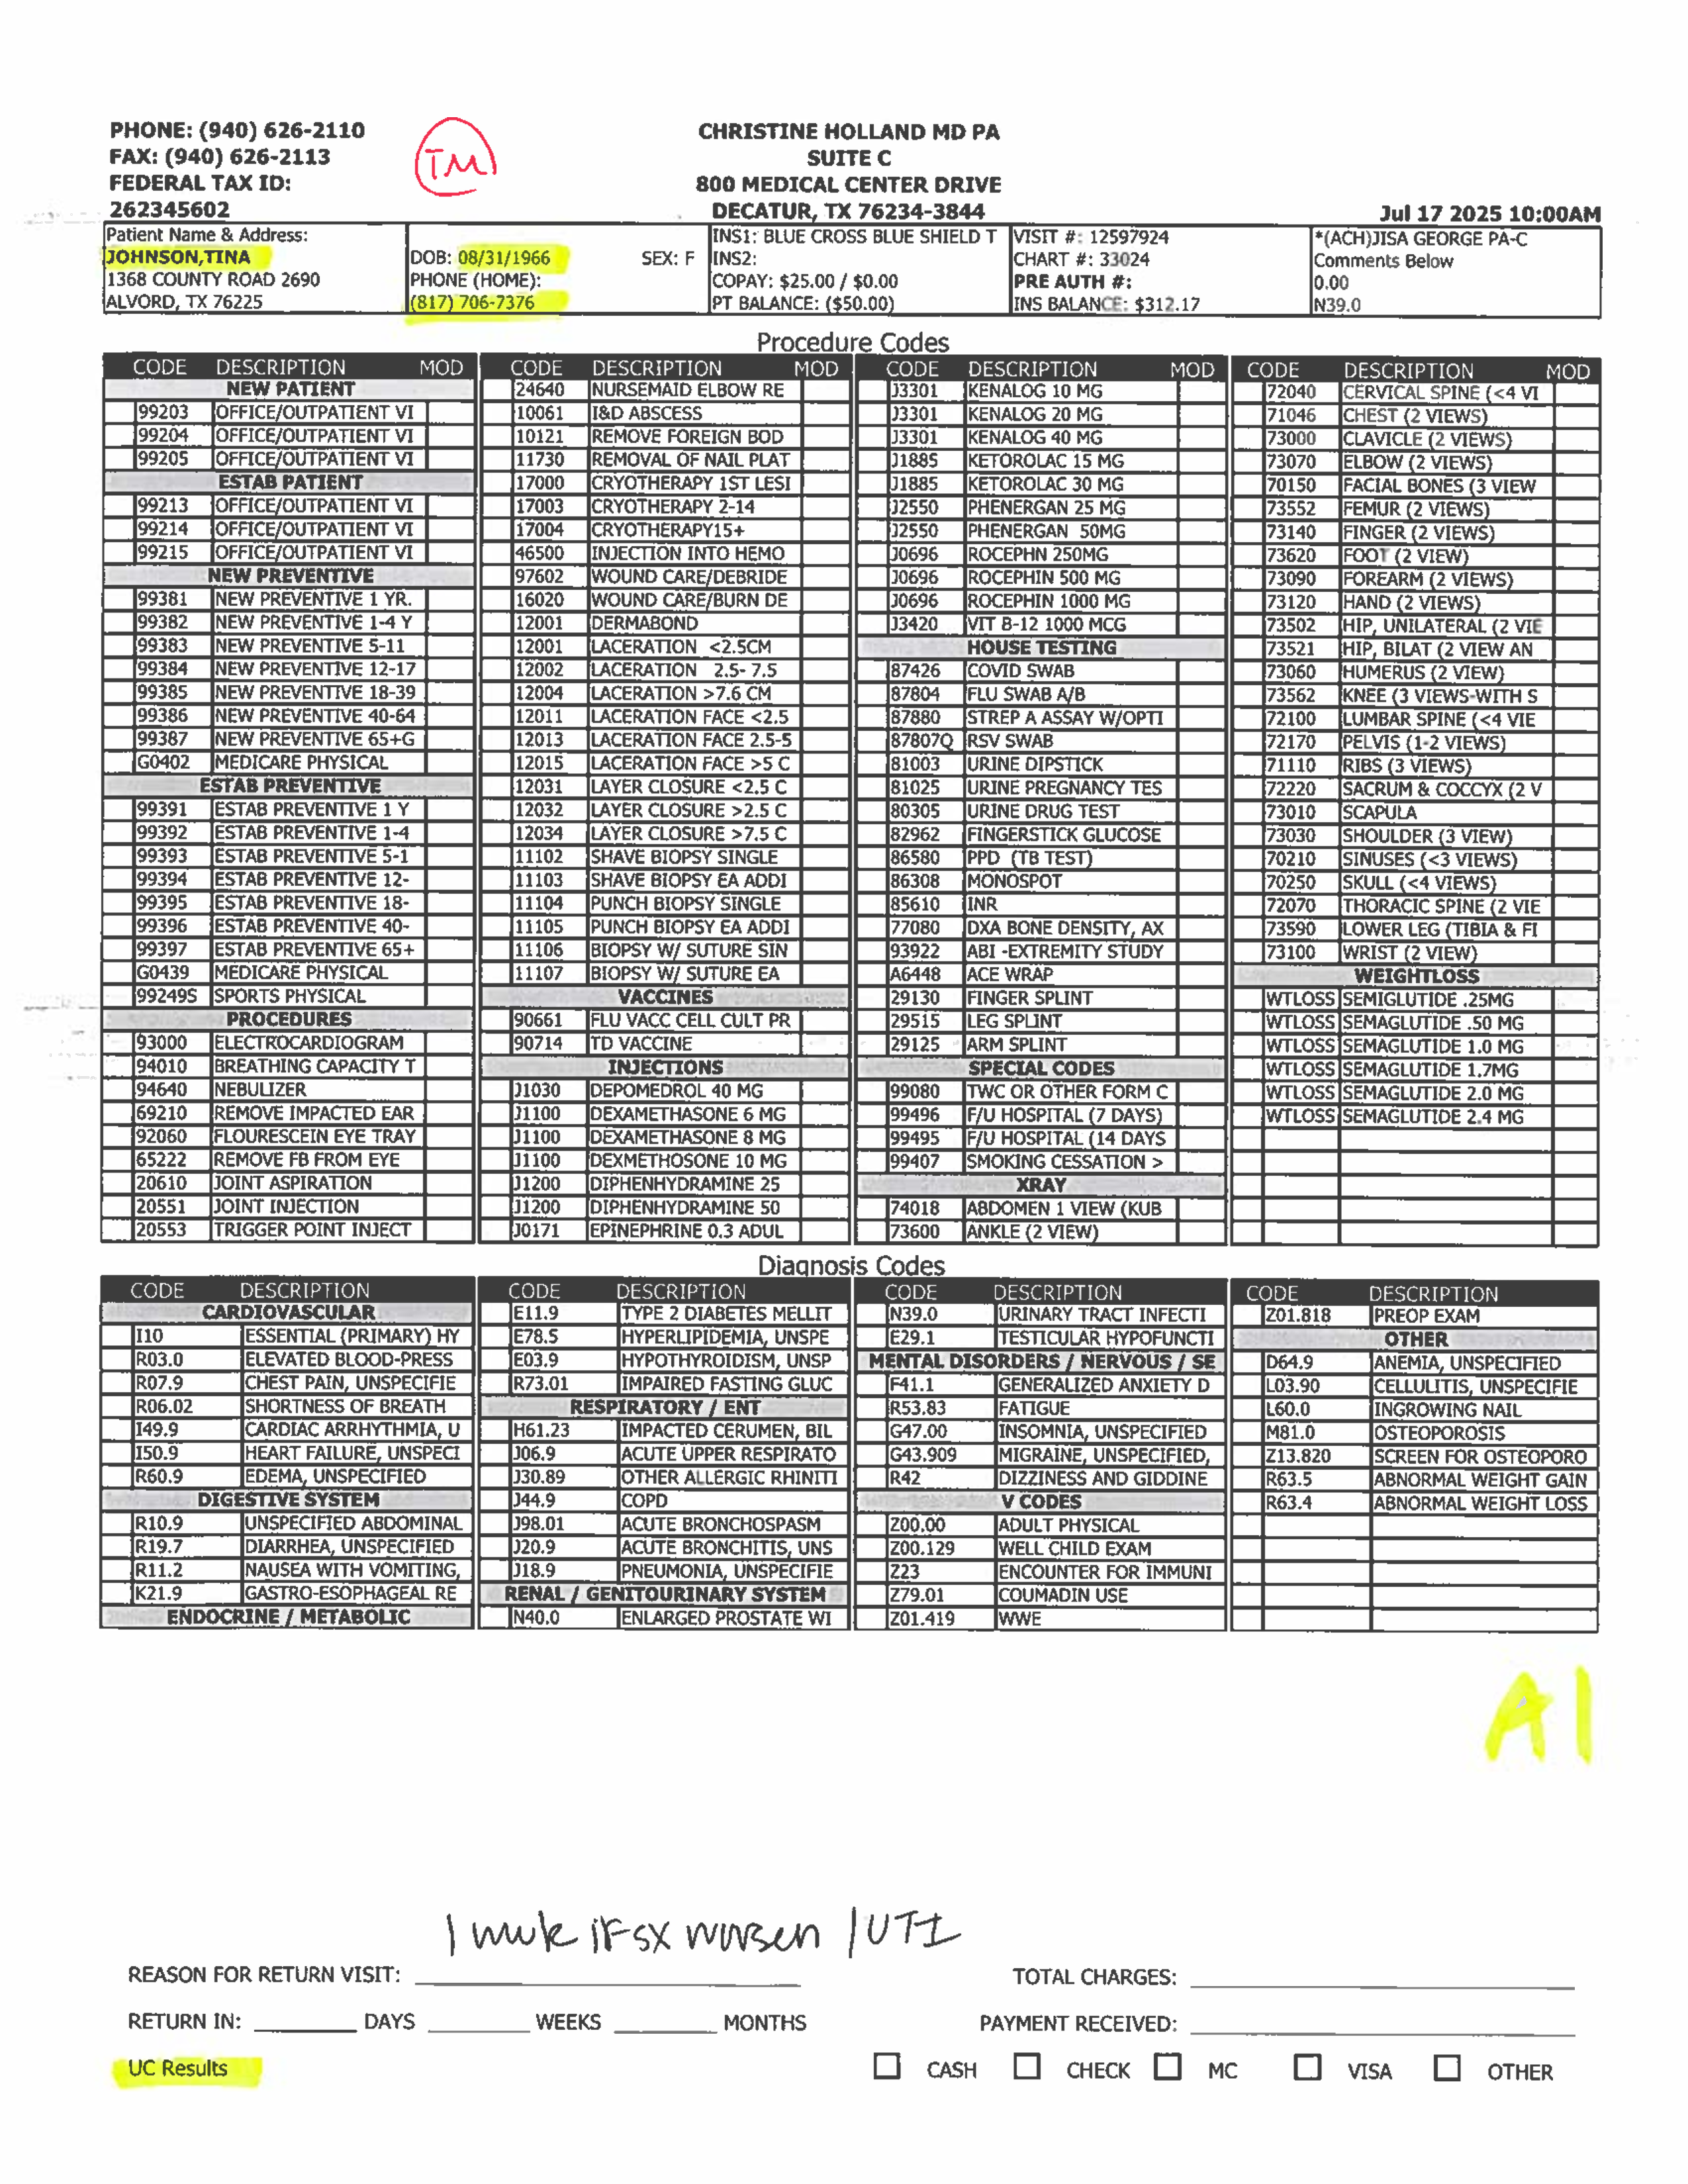 PHONE: (940) 626-2110
FAX: (940) 626-2113
FEDERAL TAX ID:
262345602
TM
CHRISTINE HOLLAND MD PA
SUITE C
800 MEDICAL CENTER DRIVE
DECATUR, TX 76234-3844
Jul 17 2025 10:00AM
Patient Name & Address:
JOHNSON,TINA
1368 COUNTY ROAD 2690
ALVORD, TX 76225
DOB: 08/31/1966 SEX: F
PHONE (HOME):
(817) 706-7376
INS1: BLUE CROSS BLUE SHIELD T
INS2:
COPAY: $25.00 / $0.00
PT BALANCE: ($50.00)
VISIT #: 12597924
CHART #: 33024
PRE AUTH #:
INS BALANCE: $312.17
*(ACH)JISA GEORGE PA-C
Comments Below
0.00
N39.0
Procedure Codes
CODE DESCRIPTION MOD
NEW PATIENT
99203 OFFICE/OUTPATIENT VI
99204 OFFICE/OUTPATIENT VI
99205 OFFICE/OUTPATIENT VI
ESTAB PATIENT
99213 OFFICE/OUTPATIENT VI
99214 OFFICE/OUTPATIENT VI
99215 OFFICE/OUTPATIENT VI
NEW PREVENTIVE
99381 NEW PREVENTIVE 1 YR.
99382 NEW PREVENTIVE 1-4 Y
99383 NEW PREVENTIVE 5-11
99384 NEW PREVENTIVE 12-17
99385 NEW PREVENTIVE 18-39
99386 NEW PREVENTIVE 40-64
99387 NEW PREVENTIVE 65+G
G0402 MEDICARE PHYSICAL
ESTAB PREVENTIVE
99391 ESTAB PREVENTIVE 1 Y
99392 ESTAB PREVENTIVE 1-4
99393 ESTAB PREVENTIVE 5-1
99394 ESTAB PREVENTIVE 12-
99395 ESTAB PREVENTIVE 18-
99396 ESTAB PREVENTIVE 40-
99397 ESTAB PREVENTIVE 65+
G0439 MEDICARE PHYSICAL
99249S SPORTS PHYSICAL
PROCEDURES
93000 ELECTROCARDIOGRAM
94010 BREATHING CAPACITY T
94640 NEBULIZER
69210 REMOVE IMPACTED EAR
92060 FLOURESCEIN EYE TRAY
65222 REMOVE FB FROM EYE
20610 JOINT ASPIRATION
20551 JOINT INJECTION
20553 TRIGGER POINT INJECT
CODE DESCRIPTION MOD
24640 NURSEMAID ELBOW RE
10061 I&D ABSCESS
10121 REMOVE FOREIGN BOD
11730 REMOVAL OF NAIL PLAT
17000 CRYOTHERAPY 1ST LESI
17003 CRYOTHERAPY 2-14
17004 CRYOTHERAPY15+
46500 INJECTION INTO HEMO
97602 WOUND CARE/DEBRIDE
16020 WOUND CARE/BURN DE
12001 DERMABOND
12001 LACERATION <2.5CM
12002 LACERATION 2.5- 7.5
12004 LACERATION >7.6 CM
12011 LACERATION FACE <2.5
12013 LACERATION FACE 2.5-5
12015 LACERATION FACE >5 C
12031 LAYER CLOSURE <2.5 C
12032 LAYER CLOSURE >2.5 C
12034 LAYER CLOSURE >7.5 C
11102 SHAVE BIOPSY SINGLE
11103 SHAVE BIOPSY EA ADDI
11104 PUNCH BIOPSY SINGLE
11105 PUNCH BIOPSY EA ADDI
11106 BIOPSY W/ SUTURE SIN
11107 BIOPSY W/ SUTURE EA
VACCINES
90661 FLU VACC CELL CULT PR
90714 TD VACCINE
INJECTIONS
J1030 DEPOMEDROL 40 MG
J1100 DEXAMETHASONE 6 MG
J1100 DEXAMETHASONE 8 MG
J1100 DEXMETHOSONE 10 MG
J1200 DIPHENHYDRAMINE 25
J1200 DIPHENHYDRAMINE 50
J0171 EPINEPHRINE 0.3 ADUL
CODE DESCRIPTION MOD
J3301 KENALOG 10 MG
J3301 KENALOG 20 MG
J3301 KENALOG 40 MG
J1885 KETOROLAC 15 MG
J1885 KETOROLAC 30 MG
J2550 PHENERGAN 25 MG
J2550 PHENERGAN 50MG
J0696 ROCEPHN 250MG
J0696 ROCEPHIN 500 MG
J0696 ROCEPHIN 1000 MG
J3420 VIT B-12 1000 MCG
HOUSE TESTING
87426 COVID SWAB
87804 FLU SWAB A/B
87880 STREP A ASSAY W/OPTI
87807Q RSV SWAB
81003 URINE DIPSTICK
81025 URINE PREGNANCY TES
80305 URINE DRUG TEST
82962 FINGERSTICK GLUCOSE
86580 PPD (TB TEST)
86308 MONOSPOT
85610 INR
77080 DXA BONE DENSITY, AX
93922 ABI -EXTREMITY STUDY
A6448 ACE WRAP
29130 FINGER SPLINT
29515 LEG SPLINT
29125 ARM SPLINT
SPECIAL CODES
99080 TWC OR OTHER FORM C
99496 F/U HOSPITAL (7 DAYS)
99495 F/U HOSPITAL (14 DAYS
99407 SMOKING CESSATION >
XRAY
74018 ABDOMEN 1 VIEW (KUB
73600 ANKLE (2 VIEW)
CODE DESCRIPTION MOD
72040 CERVICAL SPINE (<4 VI
71046 CHEST (2 VIEWS)
73000 CLAVICLE (2 VIEWS)
73070 ELBOW (2 VIEWS)
70150 FACIAL BONES (3 VIEW
73552 FEMUR (2 VIEWS)
73140 FINGER (2 VIEWS)
73620 FOOT (2 VIEW)
73090 FOREARM (2 VIEWS)
73120 HAND (2 VIEWS)
73502 HIP, UNILATERAL (2 VIE
73521 HIP, BILAT (2 VIEW AN
73060 HUMERUS (2 VIEW)
73562 KNEE (3 VIEWS-WITH S
72100 LUMBAR SPINE (<4 VIE
72170 PELVIS (1-2 VIEWS)
71110 RIBS (3 VIEWS)
72220 SACRUM & COCCYX (2 V
73010 SCAPULA
73030 SHOULDER (3 VIEW)
70210 SINUSES (<3 VIEWS)
70250 SKULL (<4 VIEWS)
72070 THORACIC SPINE (2 VIE
73590 LOWER LEG (TIBIA & FI
73100 WRIST (2 VIEW)
WEIGHTLOSS
WTLOSS SEMIGLUTIDE .25MG
WTLOSS SEMAGLUTIDE .50 MG
WTLOSS SEMAGLUTIDE 1.0 MG
WTLOSS SEMAGLUTIDE 1.7MG
WTLOSS SEMAGLUTIDE 2.0 MG
WTLOSS SEMAGLUTIDE 2.4 MG
Diagnosis Codes
CODE DESCRIPTION
CARDIOVASCULAR
I10 ESSENTIAL (PRIMARY) HY
R03.0 ELEVATED BLOOD-PRESS
R07.9 CHEST PAIN, UNSPECIFIE
R06.02 SHORTNESS OF BREATH
I49.9 CARDIAC ARRHYTHMIA, U
I50.9 HEART FAILURE, UNSPECI
R60.9 EDEMA, UNSPECIFIED
DIGESTIVE SYSTEM
R10.9 UNSPECIFIED ABDOMINAL
R19.7 DIARRHEA, UNSPECIFIED
R11.2 NAUSEA WITH VOMITING,
K21.9 GASTRO-ESOPHAGEAL RE
ENDOCRINE / METABOLIC
CODE DESCRIPTION
E11.9 TYPE 2 DIABETES MELLIT
E78.5 HYPERLIPIDEMIA, UNSPE
E03.9 HYPOTHYROIDISM, UNSP
R73.01 IMPAIRED FASTING GLUC
RESPIRATORY / ENT
H61.23 IMPACTED CERUMEN, BIL
J06.9 ACUTE UPPER RESPIRATO
J30.89 OTHER ALLERGIC RHINITI
J44.9 COPD
J98.01 ACUTE BRONCHOSPASM
J20.9 ACUTE BRONCHITIS, UNS
J18.9 PNEUMONIA, UNSPECIFIE
RENAL / GENITOURINARY SYSTEM
N40.0 ENLARGED PROSTATE WI
CODE DESCRIPTION
N39.0 URINARY TRACT INFECTI
E29.1 TESTICULAR HYPOFUNCTI
MENTAL DISORDERS / NERVOUS / SE
F41.1 GENERALIZED ANXIETY D
R53.83 FATIGUE
G47.00 INSOMNIA, UNSPECIFIED
G43.909 MIGRAINE, UNSPECIFIED,
R42 DIZZINESS AND GIDDINE
V CODES
Z00.00 ADULT PHYSICAL
Z00.129 WELL CHILD EXAM
Z23 ENCOUNTER FOR IMMUNI
Z79.01 COUMADIN USE
Z01.419 WWE
CODE DESCRIPTION
Z01.818 PREOP EXAM
OTHER
D64.9 ANEMIA, UNSPECIFIED
L03.90 CELLULITIS, UNSPECIFIE
L60.0 INGROWING NAIL
M81.0 OSTEOPOROSIS
Z13.820 SCREEN FOR OSTEOPORO
R63.5 ABNORMAL WEIGHT GAIN
R63.4 ABNORMAL WEIGHT LOSS
A1
1 wk if sx worsen / UTI
REASON FOR RETURN VISIT:
TOTAL CHARGES:
RETURN IN: DAYS WEEKS MONTHS
PAYMENT RECEIVED:
UC Results
CASH CHECK MC VISA OTHER